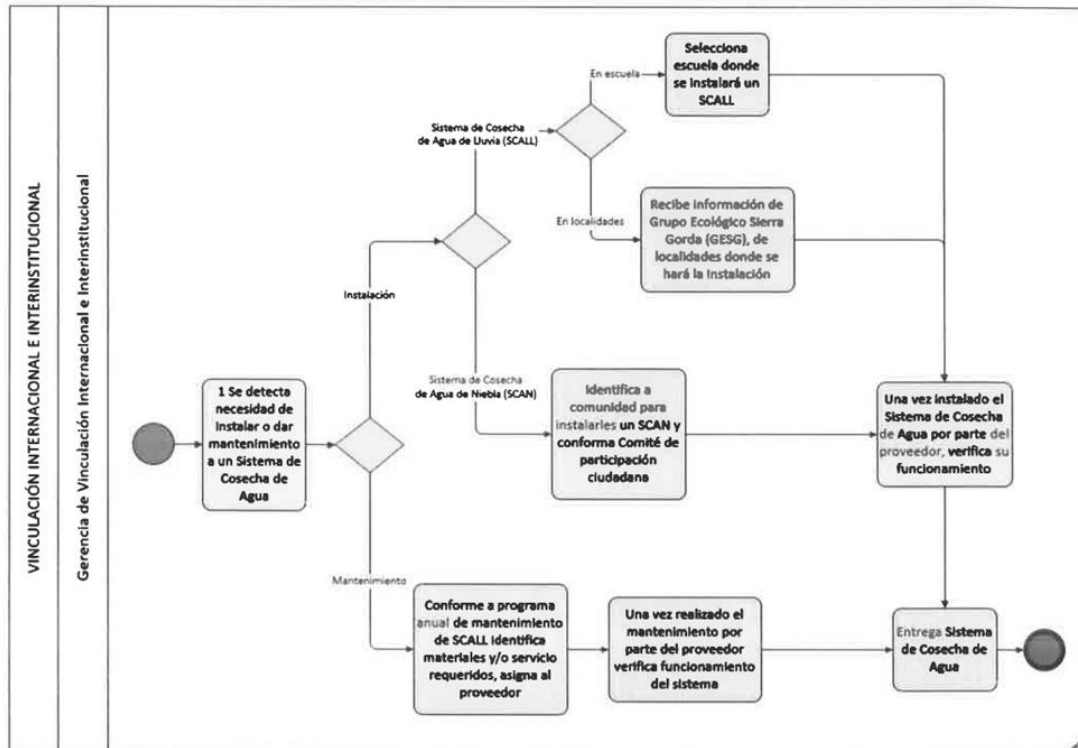 VINCULACIÓN INTERNACIONAL E INTERINSTITUCIONAL
Gerencia de Vinculación Internacional e Interinstitucional
1 Se detecta
necesidad de
instalar o dar
mantenimiento
a un Sistema de
Cosecha de
Agua
Instalación
Mantenimiento
Sistema de Cosecha
de Agua de Lluvia (SCALL)
Sistema de Cosecha
de Agua de Niebla (SCAN)
En escuela
En localidades
Selecciona
escuela donde
se instalará un
SCALL
Recibe información de
Grupo Ecológico Sierra
Gorda (GESG), de
localidades donde se
hará la instalación
Identifica a
comunidad para
instalarles un SCAN y
conforma Comité de
participación
ciudadana
Una vez instalado el
Sistema de Cosecha
de Agua por parte del
proveedor, verifica su
funcionamiento
Conforme a programa
anual de mantenimiento
de SCALL identifica
materiales y/o servicio
requeridos, asigna al
proveedor
Una vez realizado el
mantenimiento por
parte del proveedor
verifica funcionamiento
del sistema
Entrega Sistema
de Cosecha de
Agua